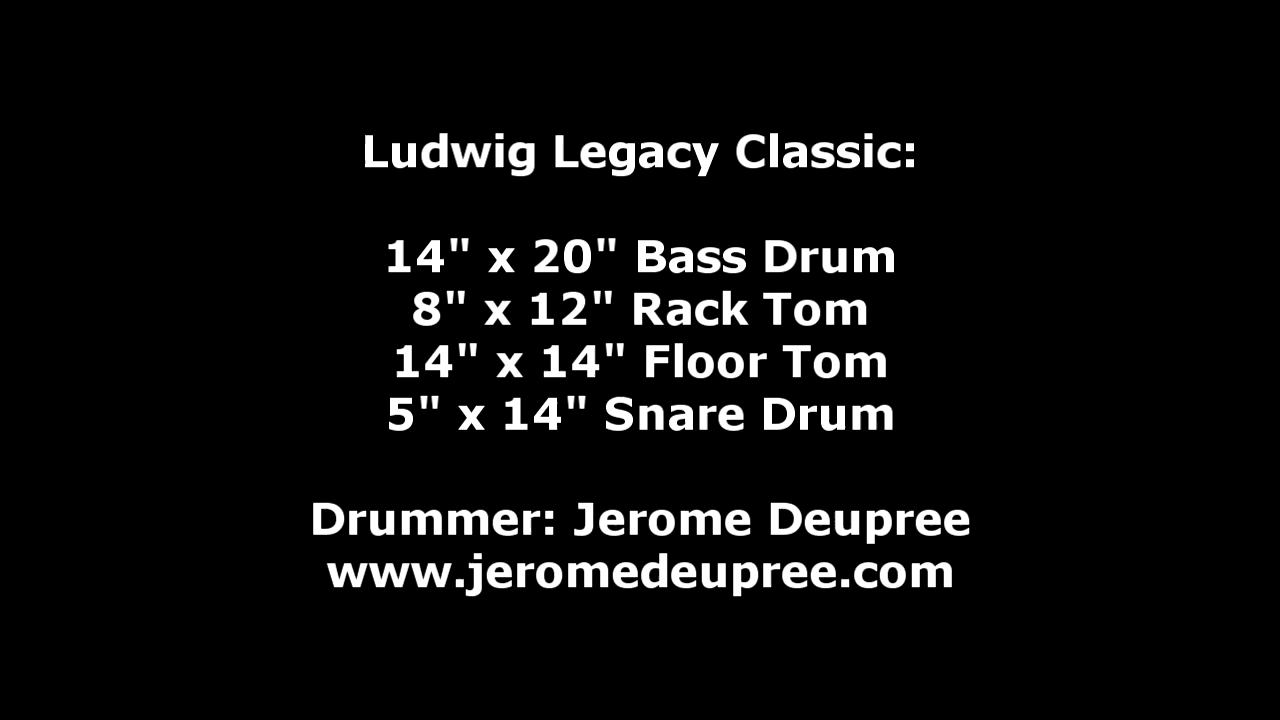 Ludwig Legacy Classic:
14" x 20" Bass Drum
8" x 12" Rack Tom
14" x 14" Floor Tom
5" x 14" Snare Drum
Drummer: Jerome Deupree
www.jeromedeupree.com